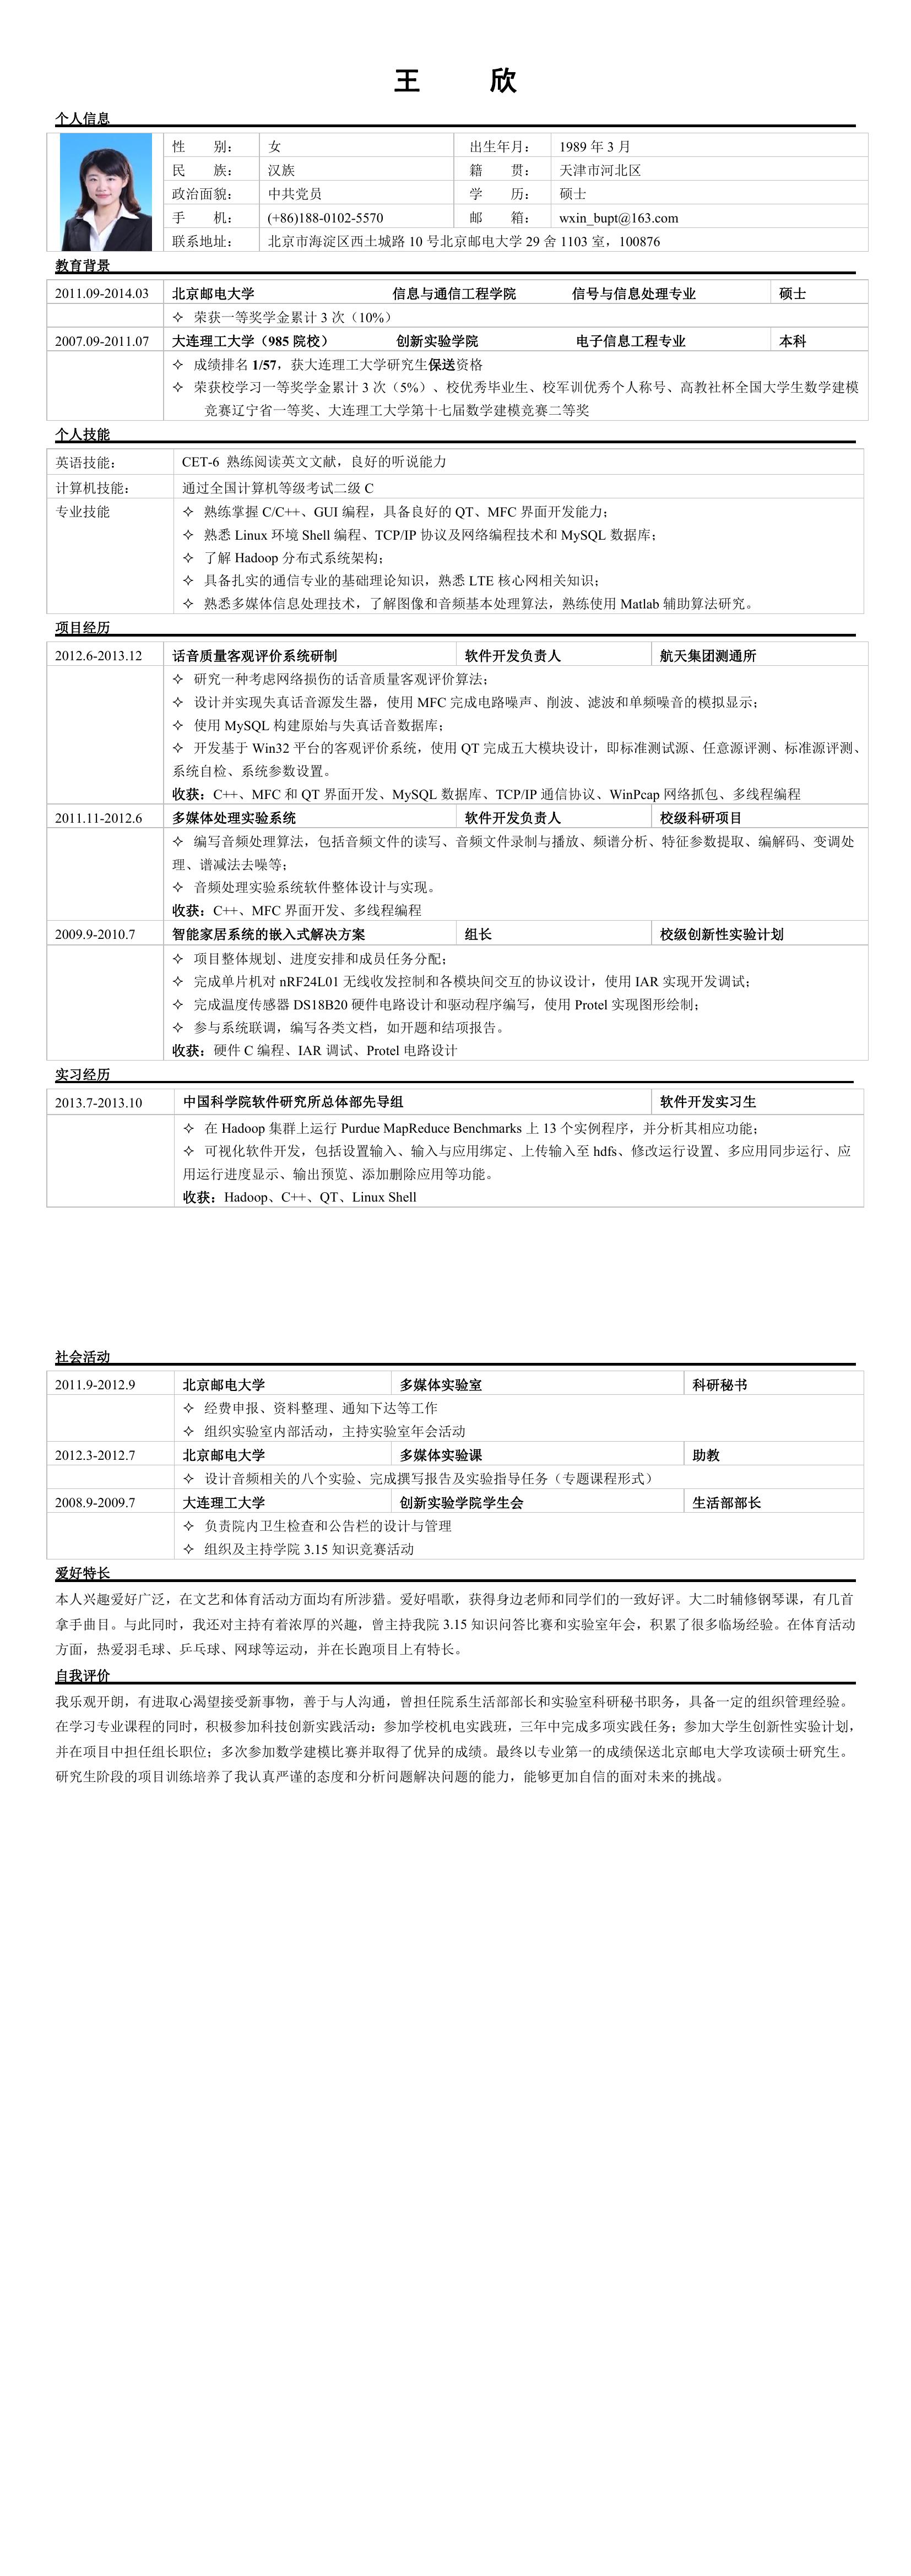 王 欣
个人信息
性 别： 女 出生年月： 1989 年 3 月
民 族： 汉族 籍 贯： 天津市河北区
政治面貌： 中共党员 学 历： 硕士
手 机： (+86)188-0102-5570 邮 箱： wxin_bupt@163.com
联系地址： 北京市海淀区西土城路 10 号北京邮电大学 29 舍 1103 室，100876
教育背景
2011.09-2014.03 北京邮电大学 信息与通信工程学院 信号与信息处理专业 硕士
✧ 荣获一等奖学金累计 3 次（10%）
2007.09-2011.07 大连理工大学（985 院校） 创新实验学院 电子信息工程专业 本科
✧ 成绩排名 1/57，获大连理工大学研究生保送资格
✧ 荣获校学习一等奖学金累计 3 次（5%）、校优秀毕业生、校军训优秀个人称号、高教社杯全国大学生数学建模
竞赛辽宁省一等奖、大连理工大学第十七届数学建模竞赛二等奖
个人技能
英语技能： CET-6 熟练阅读英文文献，良好的听说能力
计算机技能： 通过全国计算机等级考试二级 C
专业技能 ✧ 熟练掌握 C/C++、GUI 编程，具备良好的 QT、MFC 界面开发能力；
✧ 熟悉 Linux 环境 Shell 编程、TCP/IP 协议及网络编程技术和 MySQL 数据库；
✧ 了解 Hadoop 分布式系统架构；
✧ 具备扎实的通信专业的基础理论知识，熟悉 LTE 核心网相关知识；
✧ 熟悉多媒体信息处理技术，了解图像和音频基本处理算法，熟练使用 Matlab 辅助算法研究。
项目经历
2012.6-2013.12 话音质量客观评价系统研制 软件开发负责人 航天集团测通所
✧ 研究一种考虑网络损伤的话音质量客观评价算法；
✧ 设计并实现失真话音源发生器，使用 MFC 完成电路噪声、削波、滤波和单频噪音的模拟显示；
✧ 使用 MySQL 构建原始与失真话音数据库；
✧ 开发基于 Win32 平台的客观评价系统，使用 QT 完成五大模块设计，即标准测试源、任意源评测、标准源评测、
系统自检、系统参数设置。
收获：C++、MFC 和 QT 界面开发、MySQL 数据库、TCP/IP 通信协议、WinPcap 网络抓包、多线程编程
2011.11-2012.6 多媒体处理实验系统 软件开发负责人 校级科研项目
✧ 编写音频处理算法，包括音频文件的读写、音频文件录制与播放、频谱分析、特征参数提取、编解码、变调处
理、谱减法去噪等；
✧ 音频处理实验系统软件整体设计与实现。
收获：C++、MFC 界面开发、多线程编程
2009.9-2010.7 智能家居系统的嵌入式解决方案 组长 校级创新性实验计划
✧ 项目整体规划、进度安排和成员任务分配；
✧ 完成单片机对 nRF24L01 无线收发控制和各模块间交互的协议设计，使用 IAR 实现开发调试；
✧ 完成温度传感器 DS18B20 硬件电路设计和驱动程序编写，使用 Protel 实现图形绘制；
✧ 参与系统联调，编写各类文档，如开题和结项报告。
收获：硬件 C 编程、IAR 调试、Protel 电路设计
实习经历
2013.7-2013.10 中国科学院软件研究所总体部先导组 软件开发实习生
✧ 在 Hadoop 集群上运行 Purdue MapReduce Benchmarks 上 13 个实例程序，并分析其相应功能；
✧ 可视化软件开发，包括设置输入、输入与应用绑定、上传输入至 hdfs、修改运行设置、多应用同步运行、应
用运行进度显示、输出预览、添加删除应用等功能。
收获：Hadoop、C++、QT、Linux Shell
社会活动
2011.9-2012.9 北京邮电大学 多媒体实验室 科研秘书
✧ 经费申报、资料整理、通知下达等工作
✧ 组织实验室内部活动，主持实验室年会活动
2012.3-2012.7 北京邮电大学 多媒体实验课 助教
✧ 设计音频相关的八个实验、完成撰写报告及实验指导任务（专题课程形式）
2008.9-2009.7 大连理工大学 创新实验学院学生会 生活部部长
✧ 负责院内卫生检查和公告栏的设计与管理
✧ 组织及主持学院 3.15 知识竞赛活动
爱好特长
本人兴趣爱好广泛，在文艺和体育活动方面均有所涉猎。爱好唱歌，获得身边老师和同学们的一致好评。大二时辅修钢琴课，有几首
拿手曲目。与此同时，我还对主持有着浓厚的兴趣，曾主持我院 3.15 知识问答比赛和实验室年会，积累了很多临场经验。在体育活动
方面，热爱羽毛球、乒乓球、网球等运动，并在长跑项目上有特长。
自我评价
我乐观开朗，有进取心渴望接受新事物，善于与人沟通，曾担任院系生活部部长和实验室科研秘书职务，具备一定的组织管理经验。
在学习专业课程的同时，积极参加科技创新实践活动：参加学校机电实践班，三年中完成多项实践任务；参加大学生创新性实验计划，
并在项目中担任组长职位；多次参加数学建模比赛并取得了优异的成绩。最终以专业第一的成绩保送北京邮电大学攻读硕士研究生。
研究生阶段的项目训练培养了我认真严谨的态度和分析问题解决问题的能力，能够更加自信的面对未来的挑战。